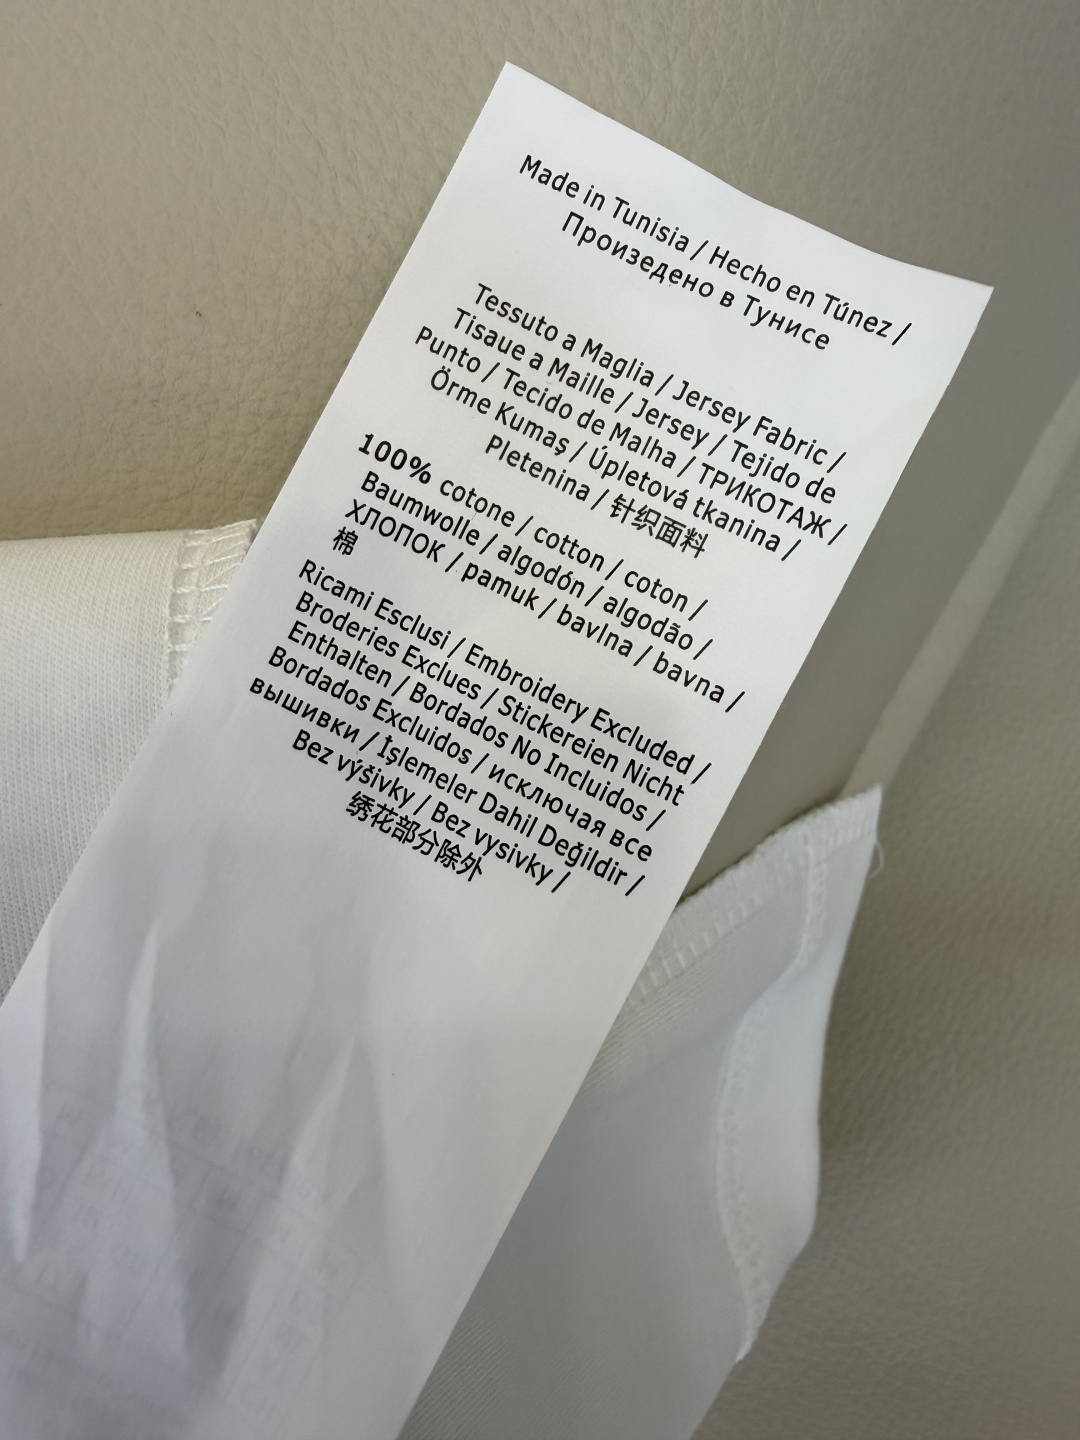 Made in Tunisia / Hecho en Túnez /
Произедено в Тунисе
Tessuto a Maglia / Jersey Fabric /
Tisaue a Maille / Jersey / Tejido de
Punto / Tecido de Malha / ТРИКОТАЖ /
Örme Kumaş / Úpletová tkanina /
Pletenina / 针织面料
100% cotone / cotton / coton /
Baumwolle / algodón / algodão /
ХЛОПОК / pamuk / bavlna / bavna /
棉
Ricami Esclusi / Embroidery Excluded /
Broderies Exclues / Stickereien Nicht
Enthalten / Bordados No Incluidos /
Bordados Excluidos / исключая все
вышивки / İşlemeler Dahil Değildir /
Bez výšivky / Bez vysivky /
绣花部分除外